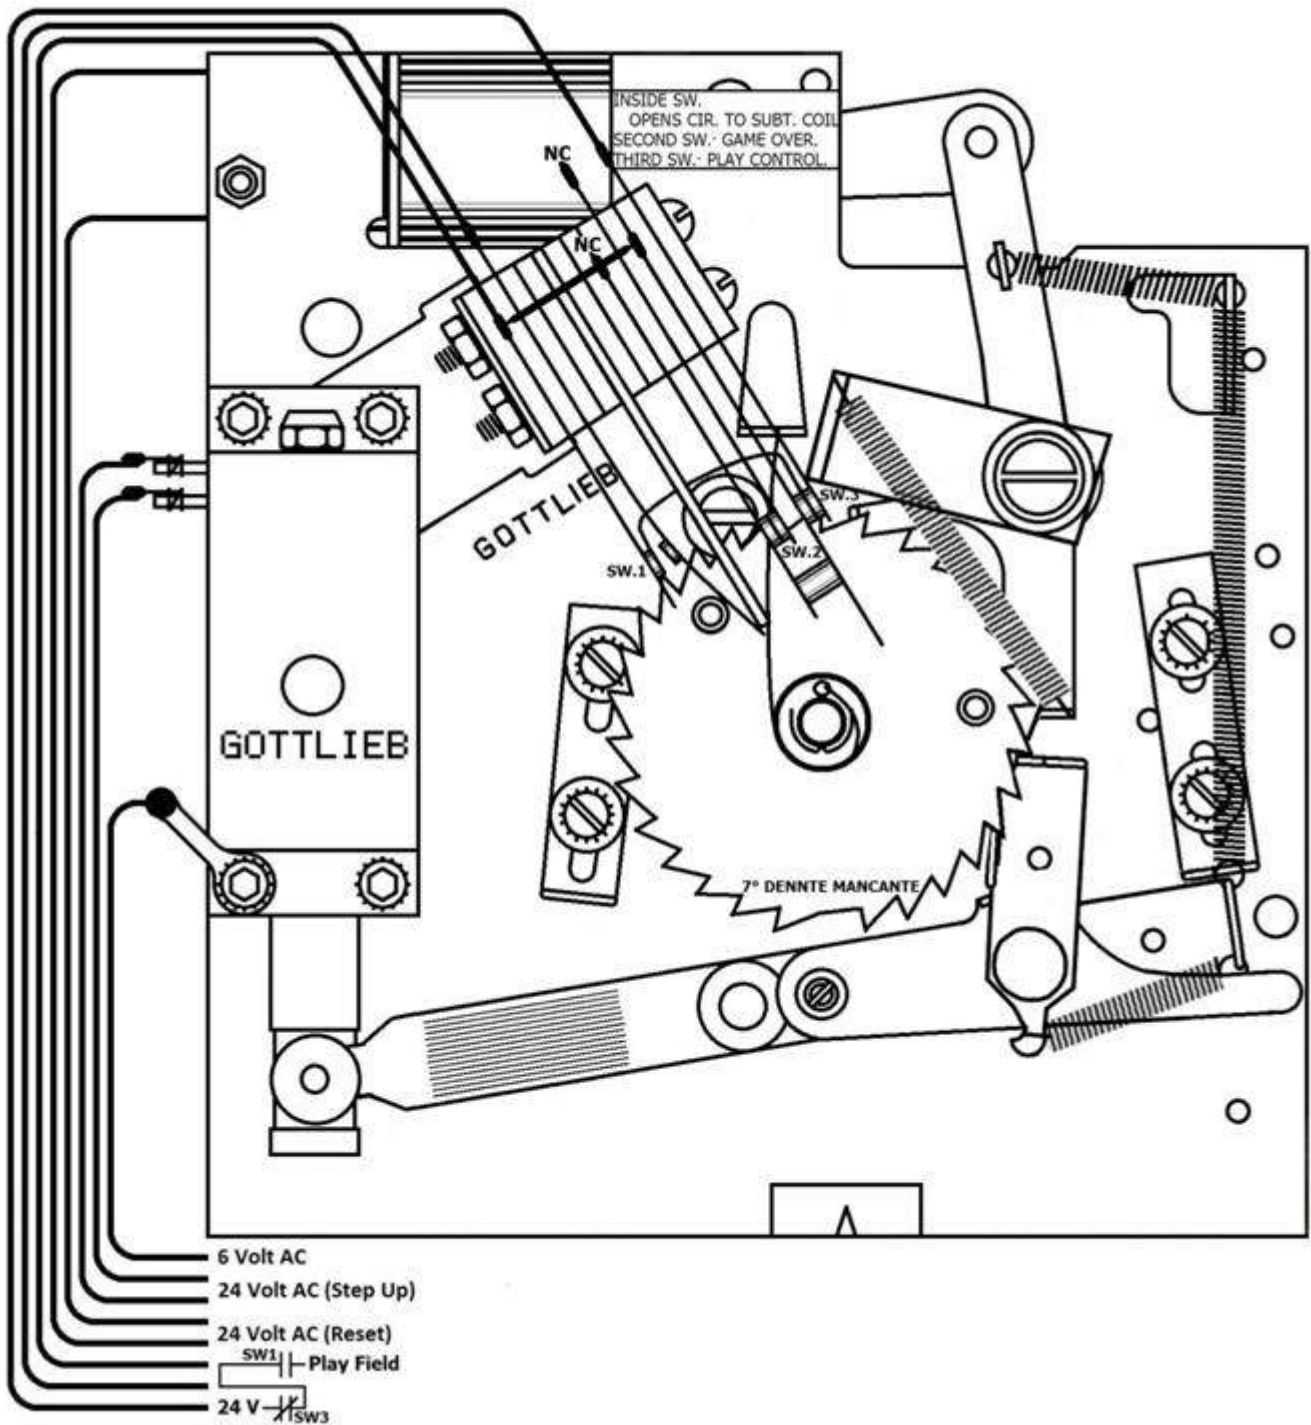 INSIDE SW.
OPENS CIR. TO SUBT. COIL
SECOND SW.· GAME OVER.
THIRD SW.· PLAY CONTROL.
NC
NC
GOTTLIEB
SW.3
SW.2
SW.1
GOTTLIEB
7° DENNTE MANCANTE
6 Volt AC
24 Volt AC (Step Up)
24 Volt AC (Reset)
SW1
Play Field
24 V
SW3